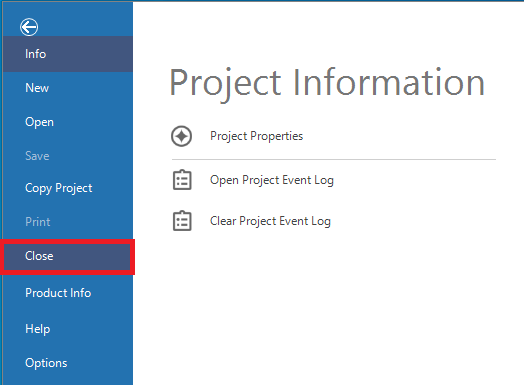 Info
New
Open
Save
Copy Project
Print
Close
Product Info
Help
Options
Project Information
Project Properties
Open Project Event Log
Clear Project Event Log